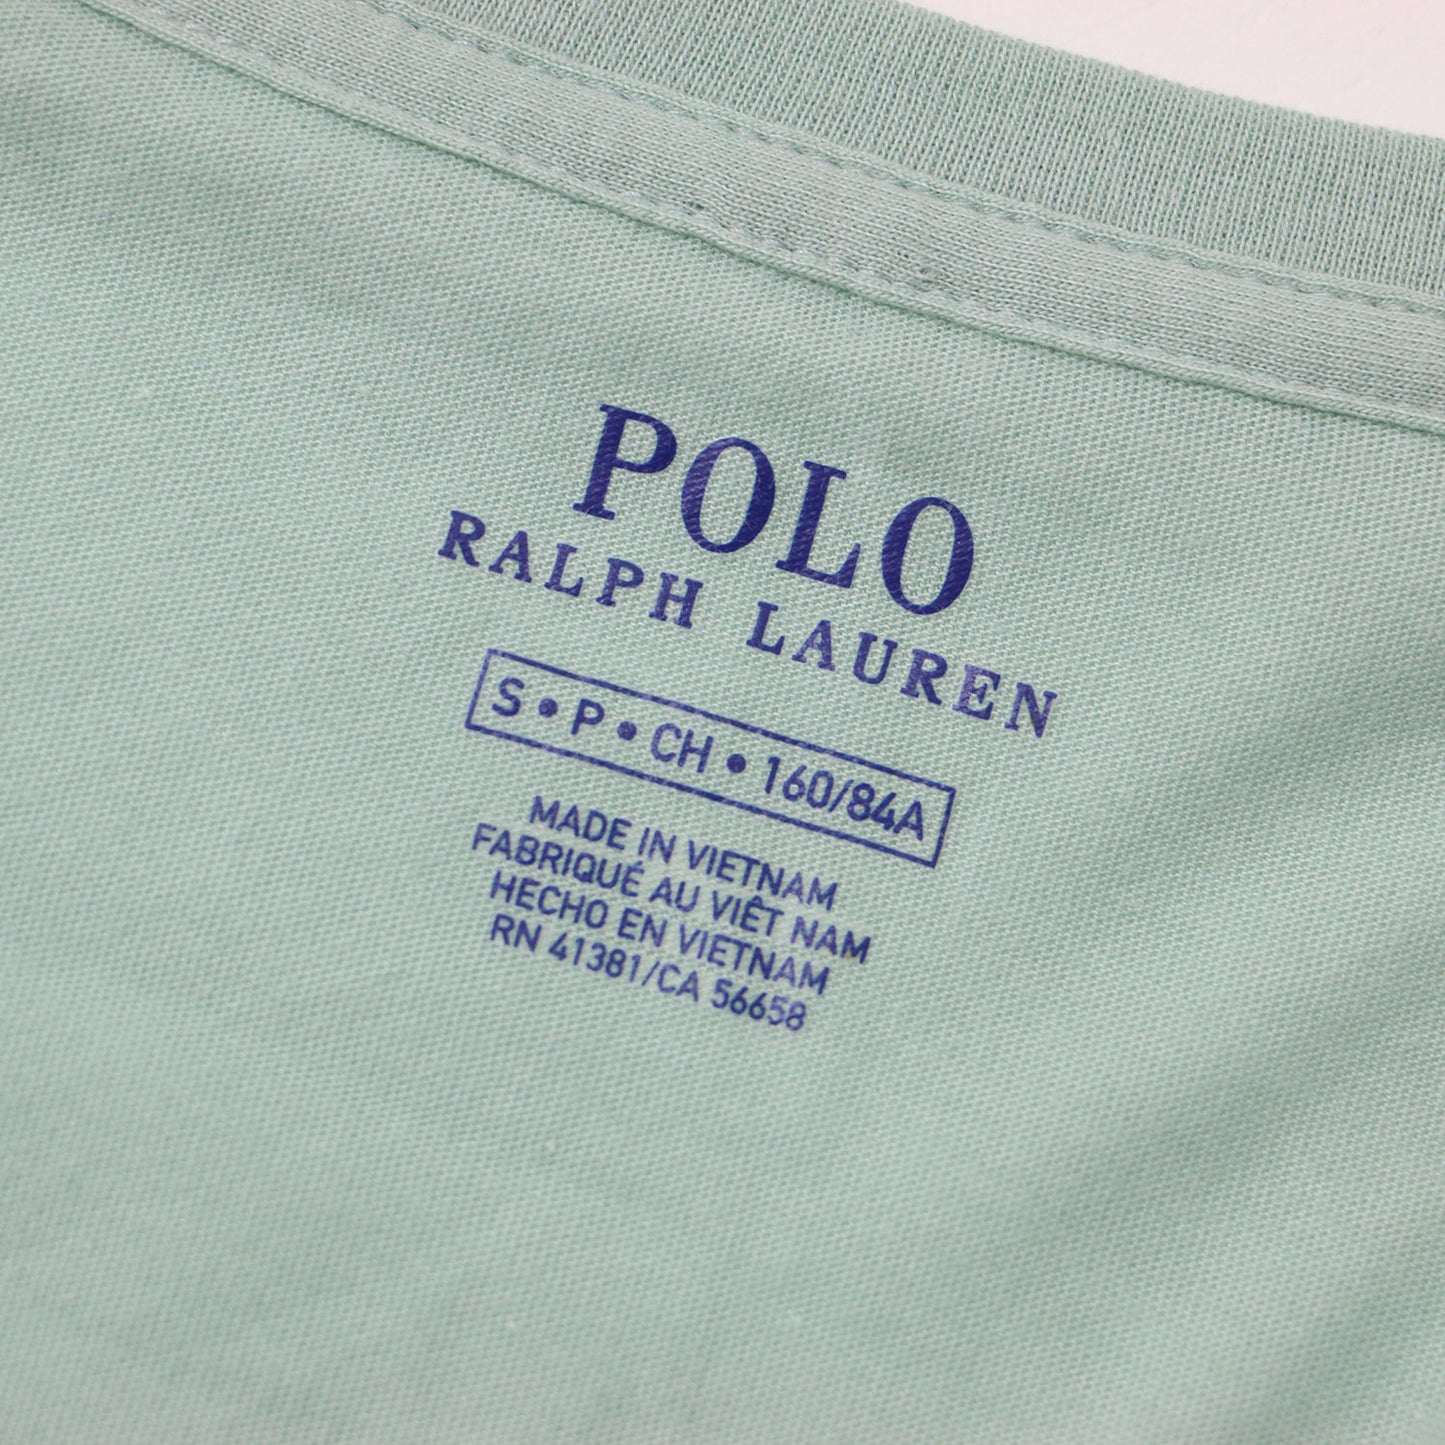 POLO
RALPH LAUREN
S • P • CH • 160/84A
MADE IN VIETNAM
FABRIQUÉ AU VIÊT NAM
HECHO EN VIETNAM
RN 41381/CA 56658